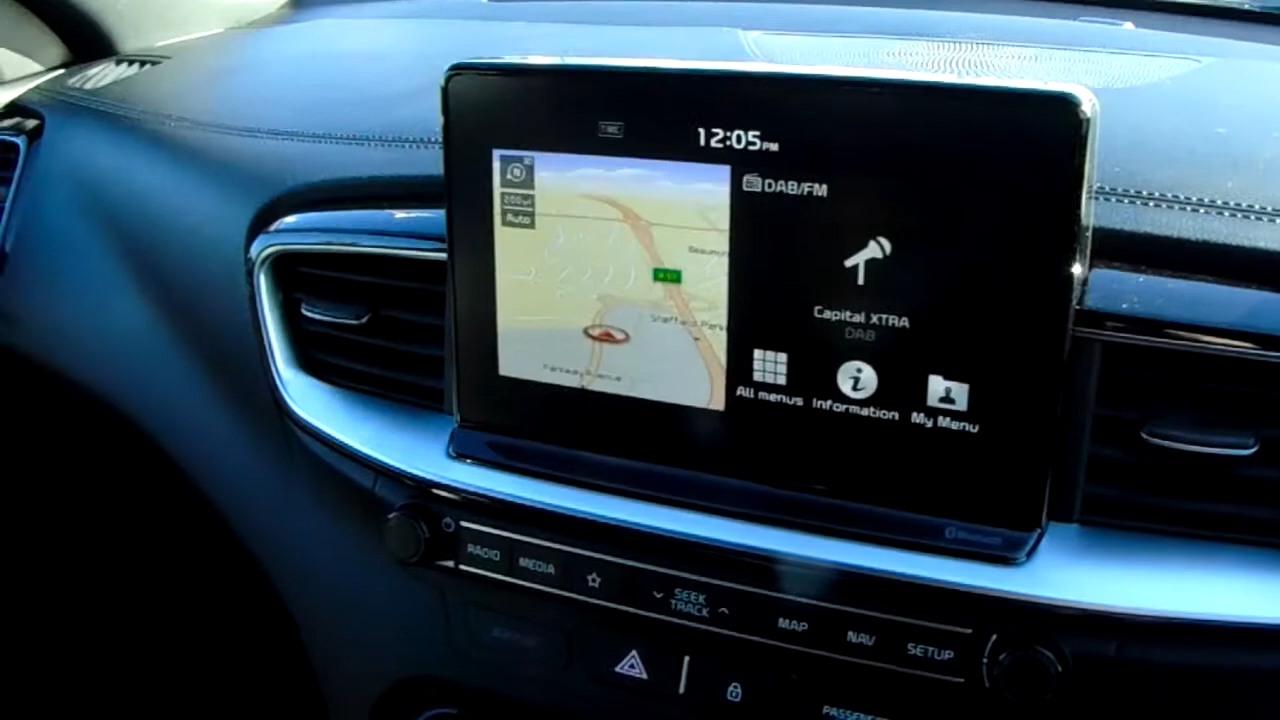 12:05PM
Auto
DAB/FM
Capital XTRA
DAB
All menus
Information
My Menu
RADIO
MEDIA
SEEK
TRACK
MAP
NAV
SETUP